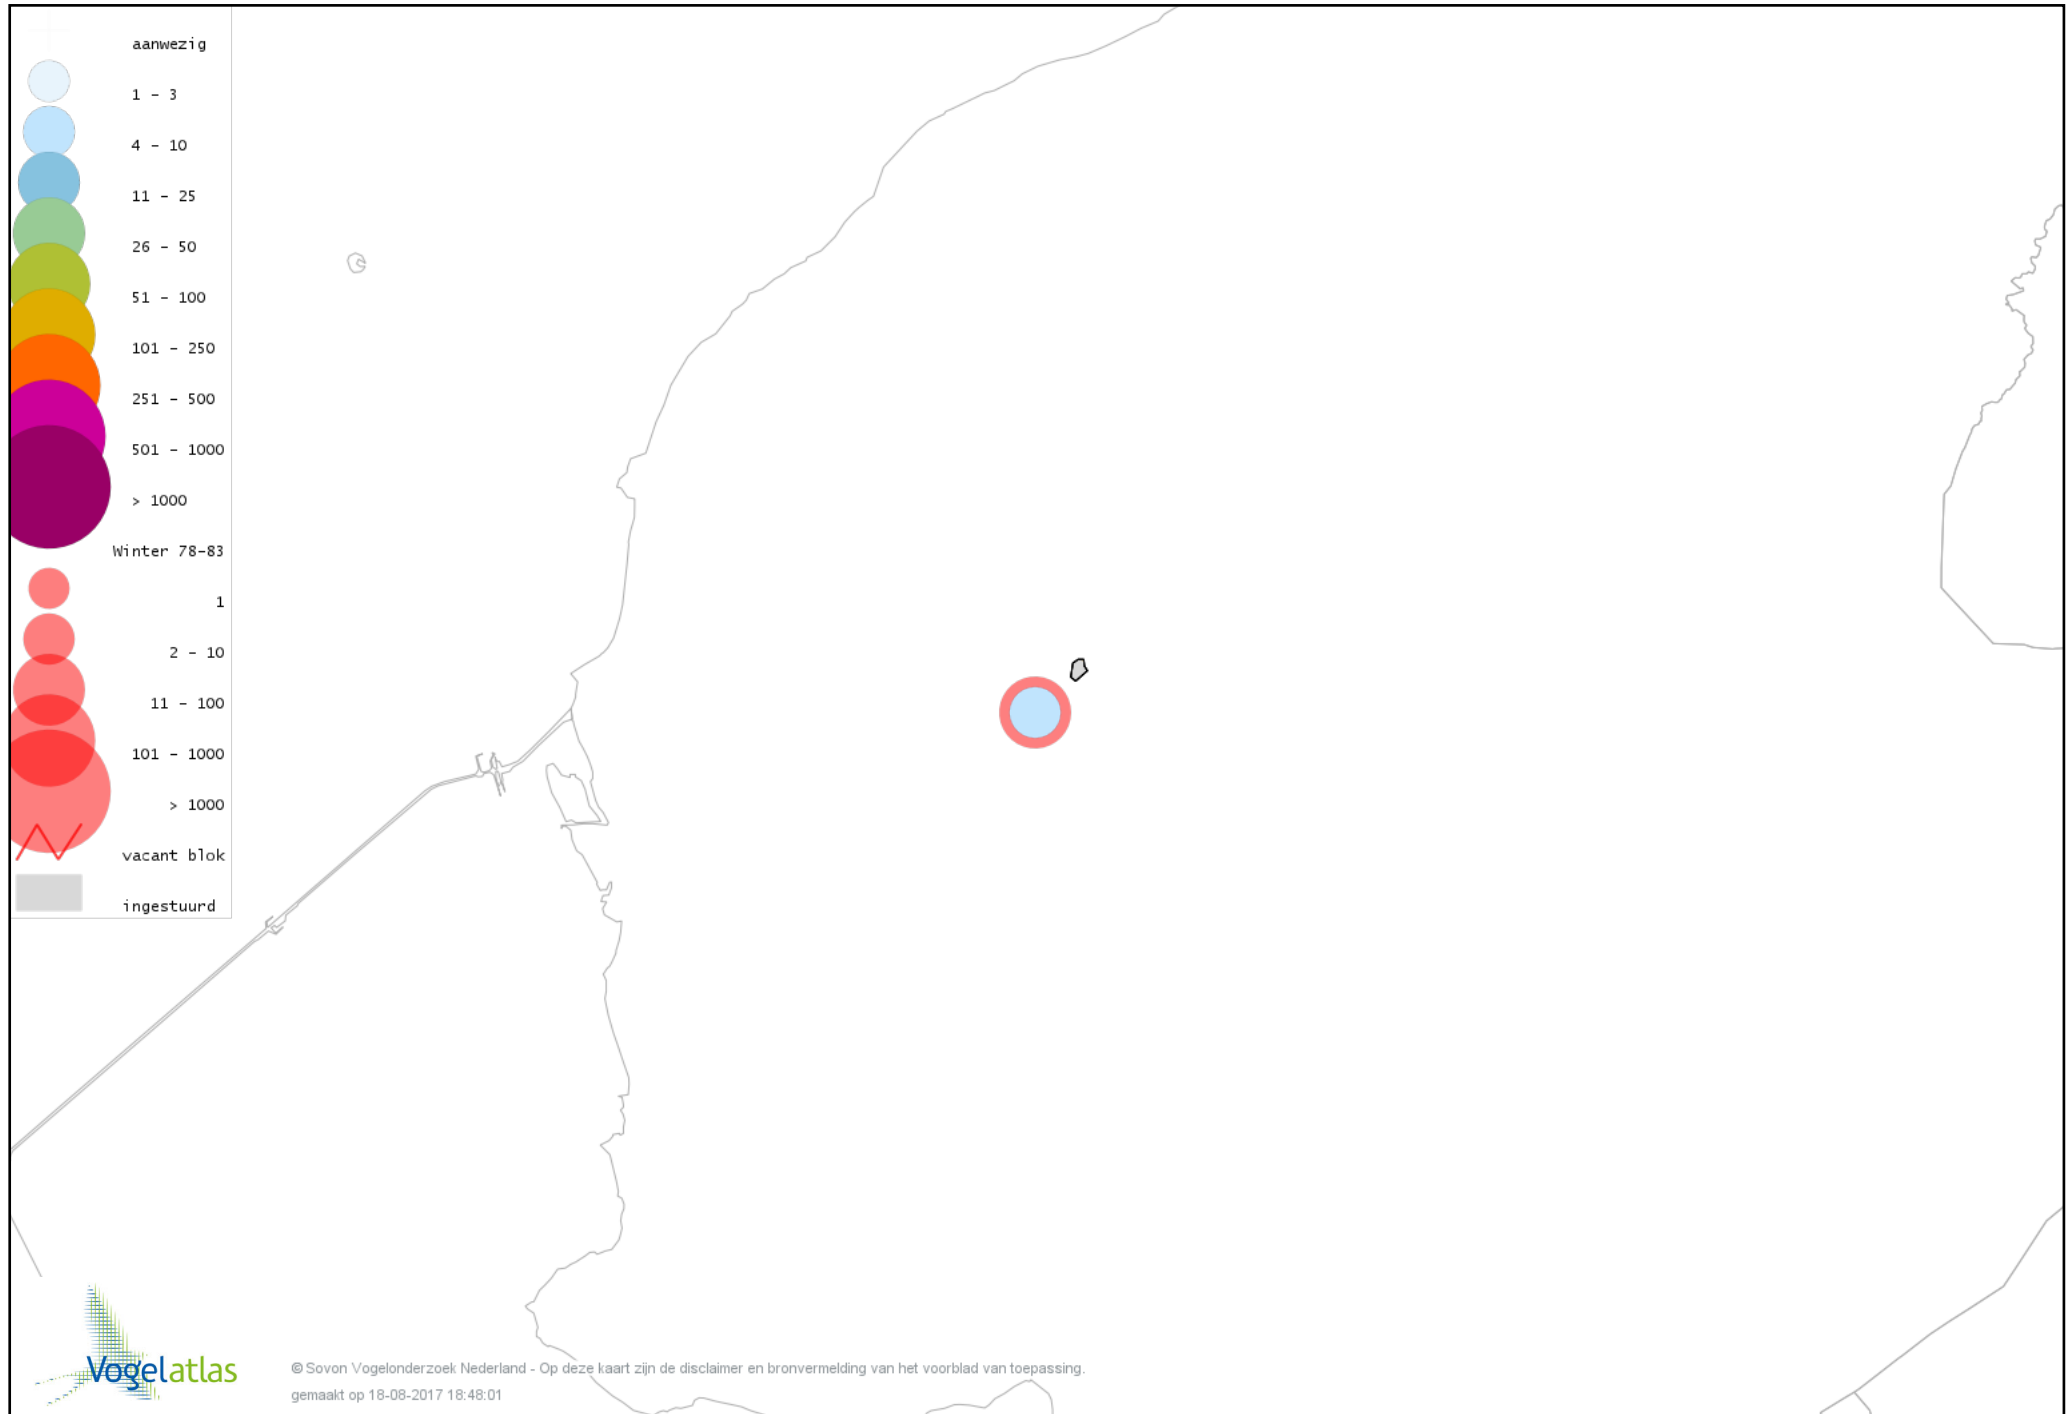 aanwezig
1 - 3
4 - 10
11 - 25
26 - 50
51 - 100
101 - 250
251 - 500
501 - 1000
> 1000
Winter 78-83
1
2 - 10
11 - 100
101 - 1000
> 1000
vacant blok
ingestuurd
Vogelatlas
© Sovon Vogelonderzoek Nederland - Op deze kaart zijn de disclaimer en bronvermelding van het voorblad van toepassing.
gemaakt op 18-08-2017 18:48:01